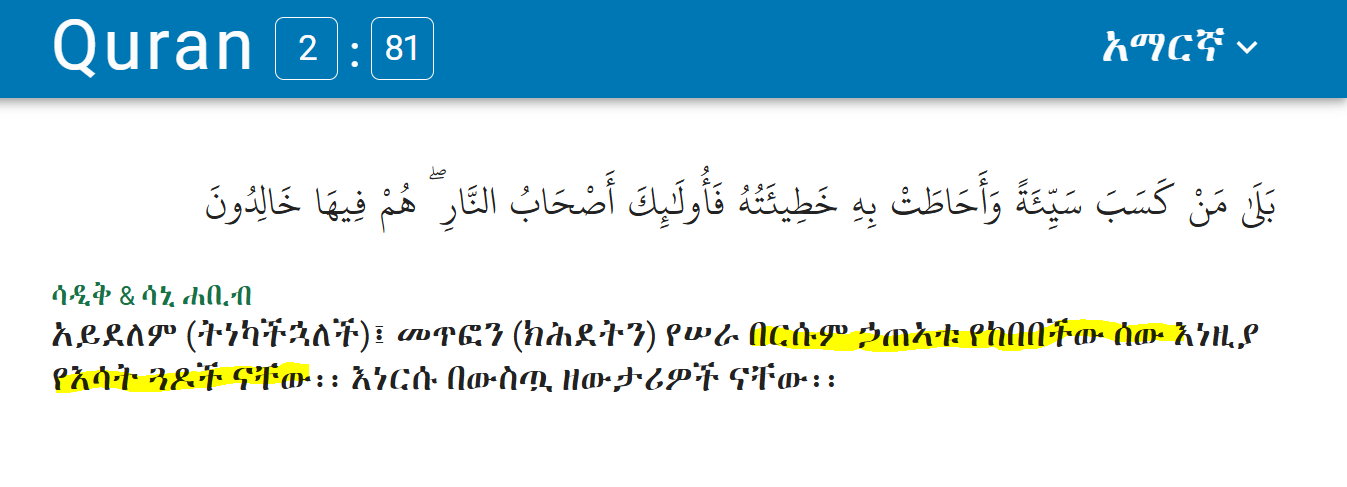 Quran 2 : 81 አማርኛ
بَلَىٰ مَنْ كَسَبَ سَيِّئَةً وَأَحَاطَتْ بِهِ خَطِيئَتُهُ فَأُولَـٰئِكَ أَصْحَابُ النَّارِ ۖ هُمْ فِيهَا خَالِدُونَ
ሳዲቅ & ሳኒ ሐቢብ
አይደለም (ትነካችኋለች)፤ መጥፎን (ክሕደትን) የሠራ በርሱም ኃጠኣቱ የከበበችው ሰው እነዚያ
የእሳት ጓዶች ናቸው፡፡ እነርሱ በውስጧ ዘውታሪዎች ናቸው፡፡